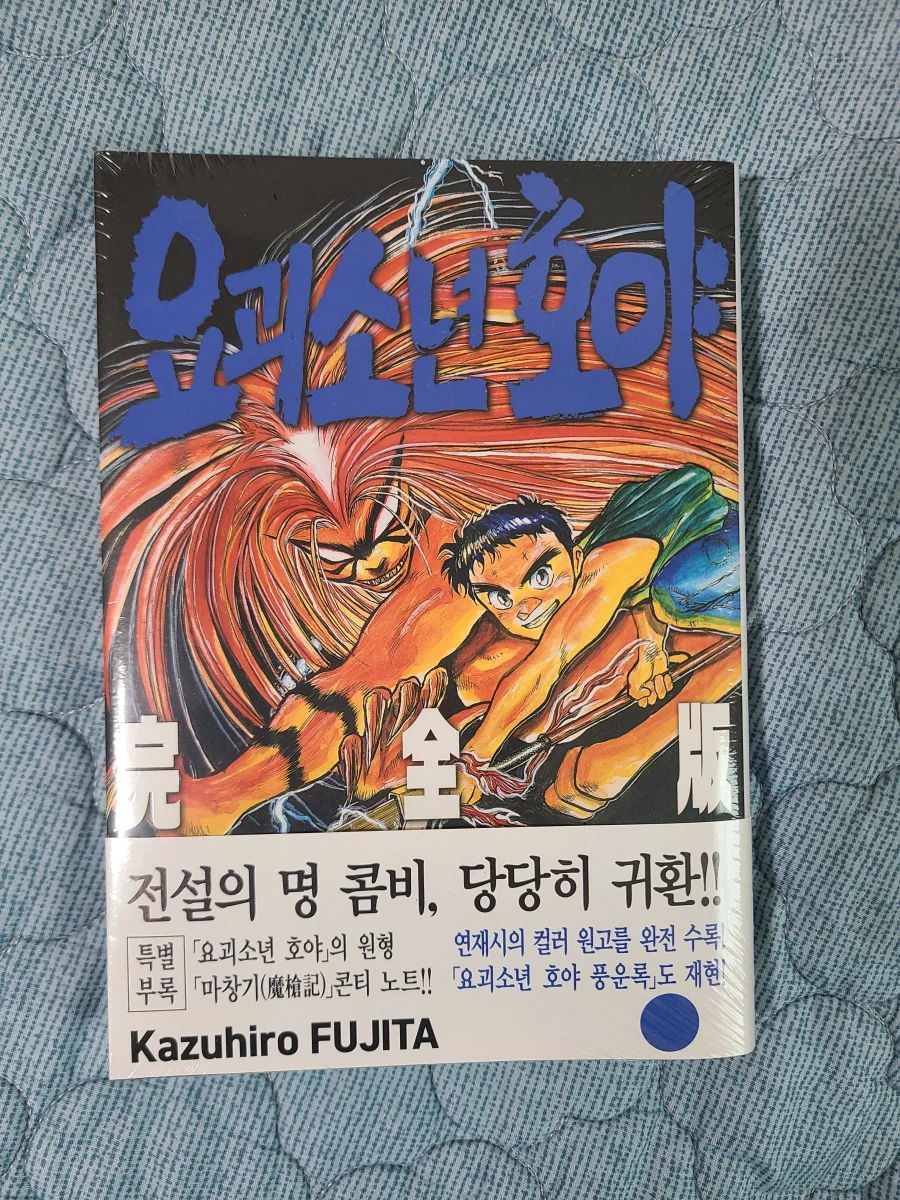 요괴소년 호야
完全版
전설의 명 콤비, 당당히 귀환!!
특별
부록
「요괴소년 호야」의 원형
「마창기(魔槍記)」콘티 노트!!
연재시의 컬러 원고를 완전 수록!
「요괴소년 호야 풍운록」도 재현!
Kazuhiro FUJITA